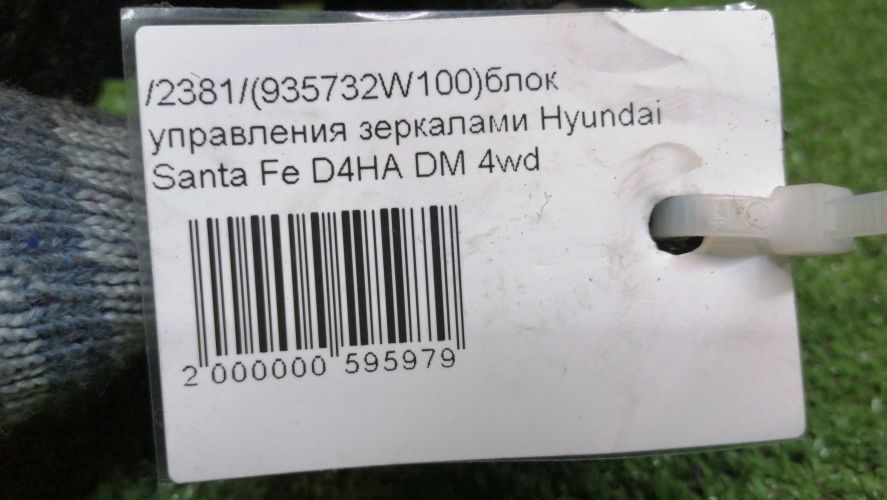 /2381/(935732W100)блок
управления зеркалами Hyundai
Santa Fe D4HA DM 4wd
2 000000 595979